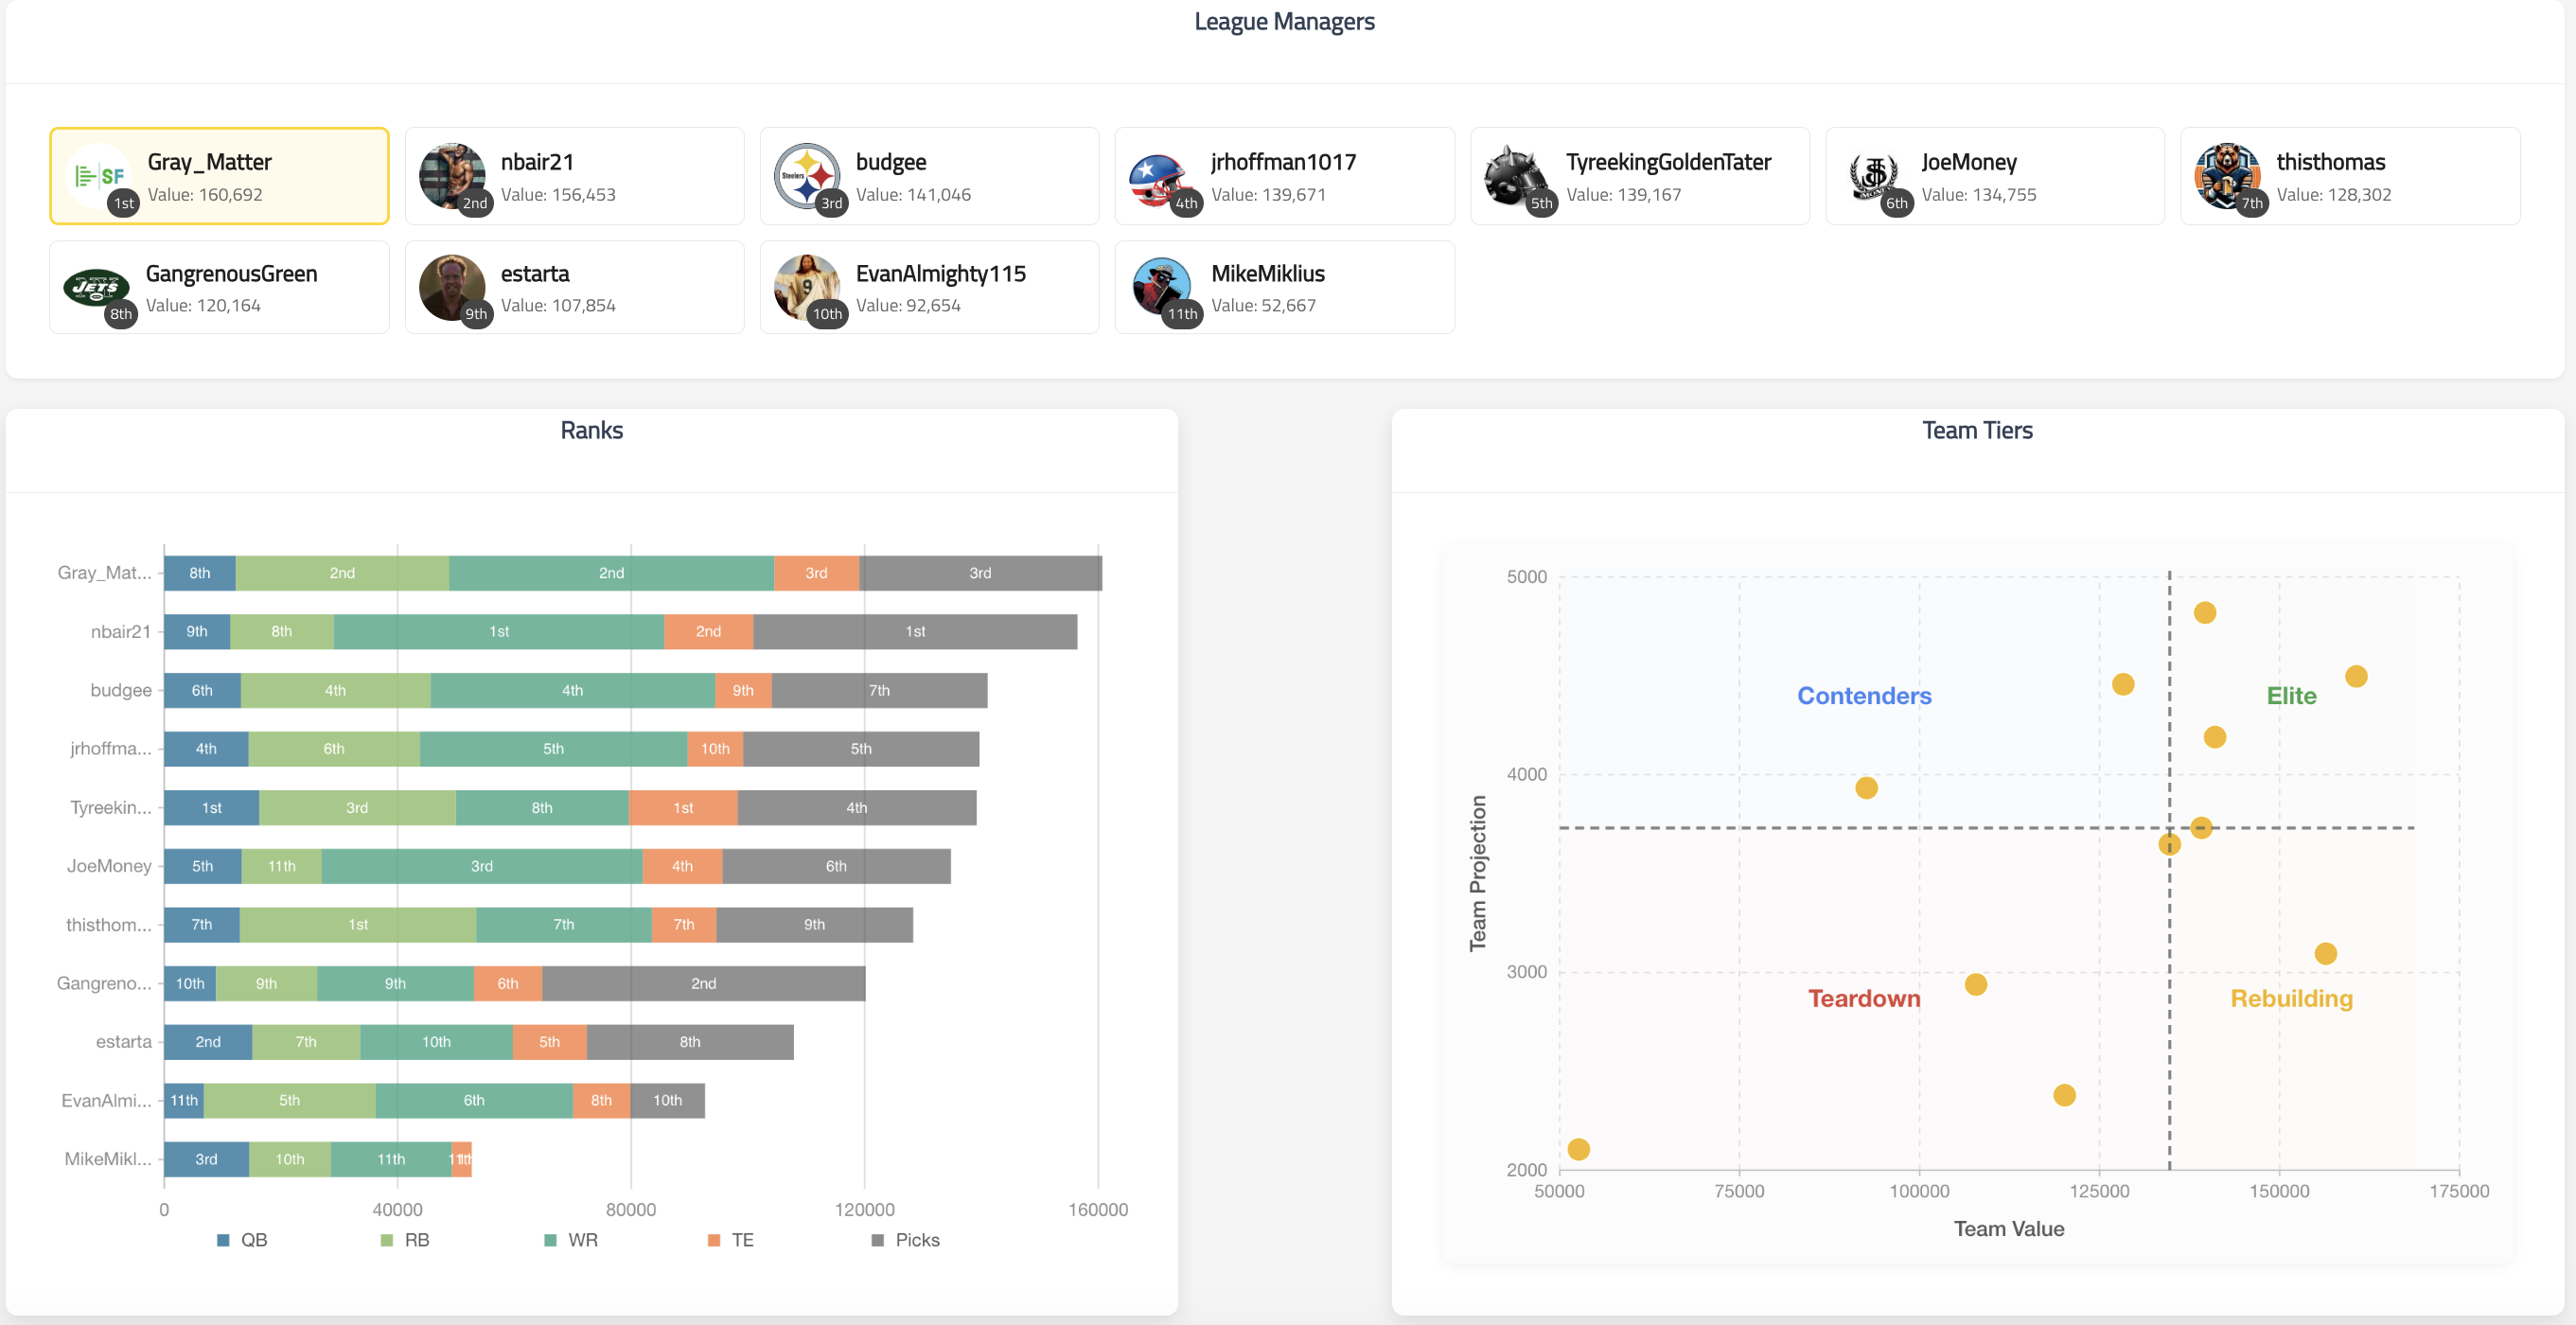 League Managers
Gray_Matter
Value: 160,692
SF
1st
nbair21
Value: 156,453
2nd
budgee
Value: 141,046
Steelers
3rd
jrhoffman1017
Value: 139,671
4th
TyreekingGoldenTater
Value: 139,167
5th
JoeMoney
Value: 134,755
6th
thisthomas
Value: 128,302
7th
GangrenousGreen
Value: 120,164
JETS
8th
estarta
Value: 107,854
9th
EvanAlmighty115
Value: 92,654
9
10th
MikeMiklius
Value: 52,667
11th
Ranks
Gray_Mat... 8th 2nd 2nd 3rd 3rd
nbair21 9th 8th 1st 2nd 1st
budgee 6th 4th 4th 9th 7th
jrhoffma... 4th 6th 5th 10th 5th
Tyreekin... 1st 3rd 8th 1st 4th
JoeMoney 5th 11th 3rd 4th 6th
thisthom... 7th 1st 7th 7th 9th
Gangreno... 10th 9th 9th 6th 2nd
estarta 2nd 7th 10th 5th 8th
EvanAlmi... 11th 5th 6th 8th 10th
MikeMikl... 3rd 10th 11th
0 40000 80000 120000 160000
QB RB WR TE Picks
Team Tiers
5000
4000
3000
2000
Team Projection
Contenders
Elite
Teardown
Rebuilding
50000 75000 100000 125000 150000 175000
Team Value